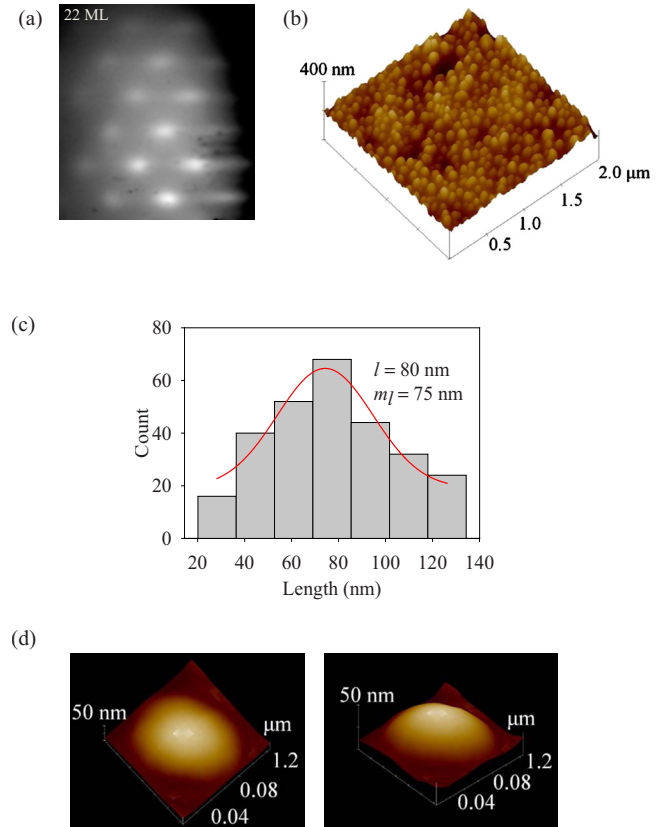 (a)
22 ML
(b)
400 nm
2.0 μm
1.5
1.0
0.5
(c)
80
60
40
20
0
Count
l = 80 nm
ml = 75 nm
20 40 60 80 100 120 140
Length (nm)
(d)
50 nm
μm
1.2
0.08
0.04
50 nm
μm
1.2
0.08
0.04